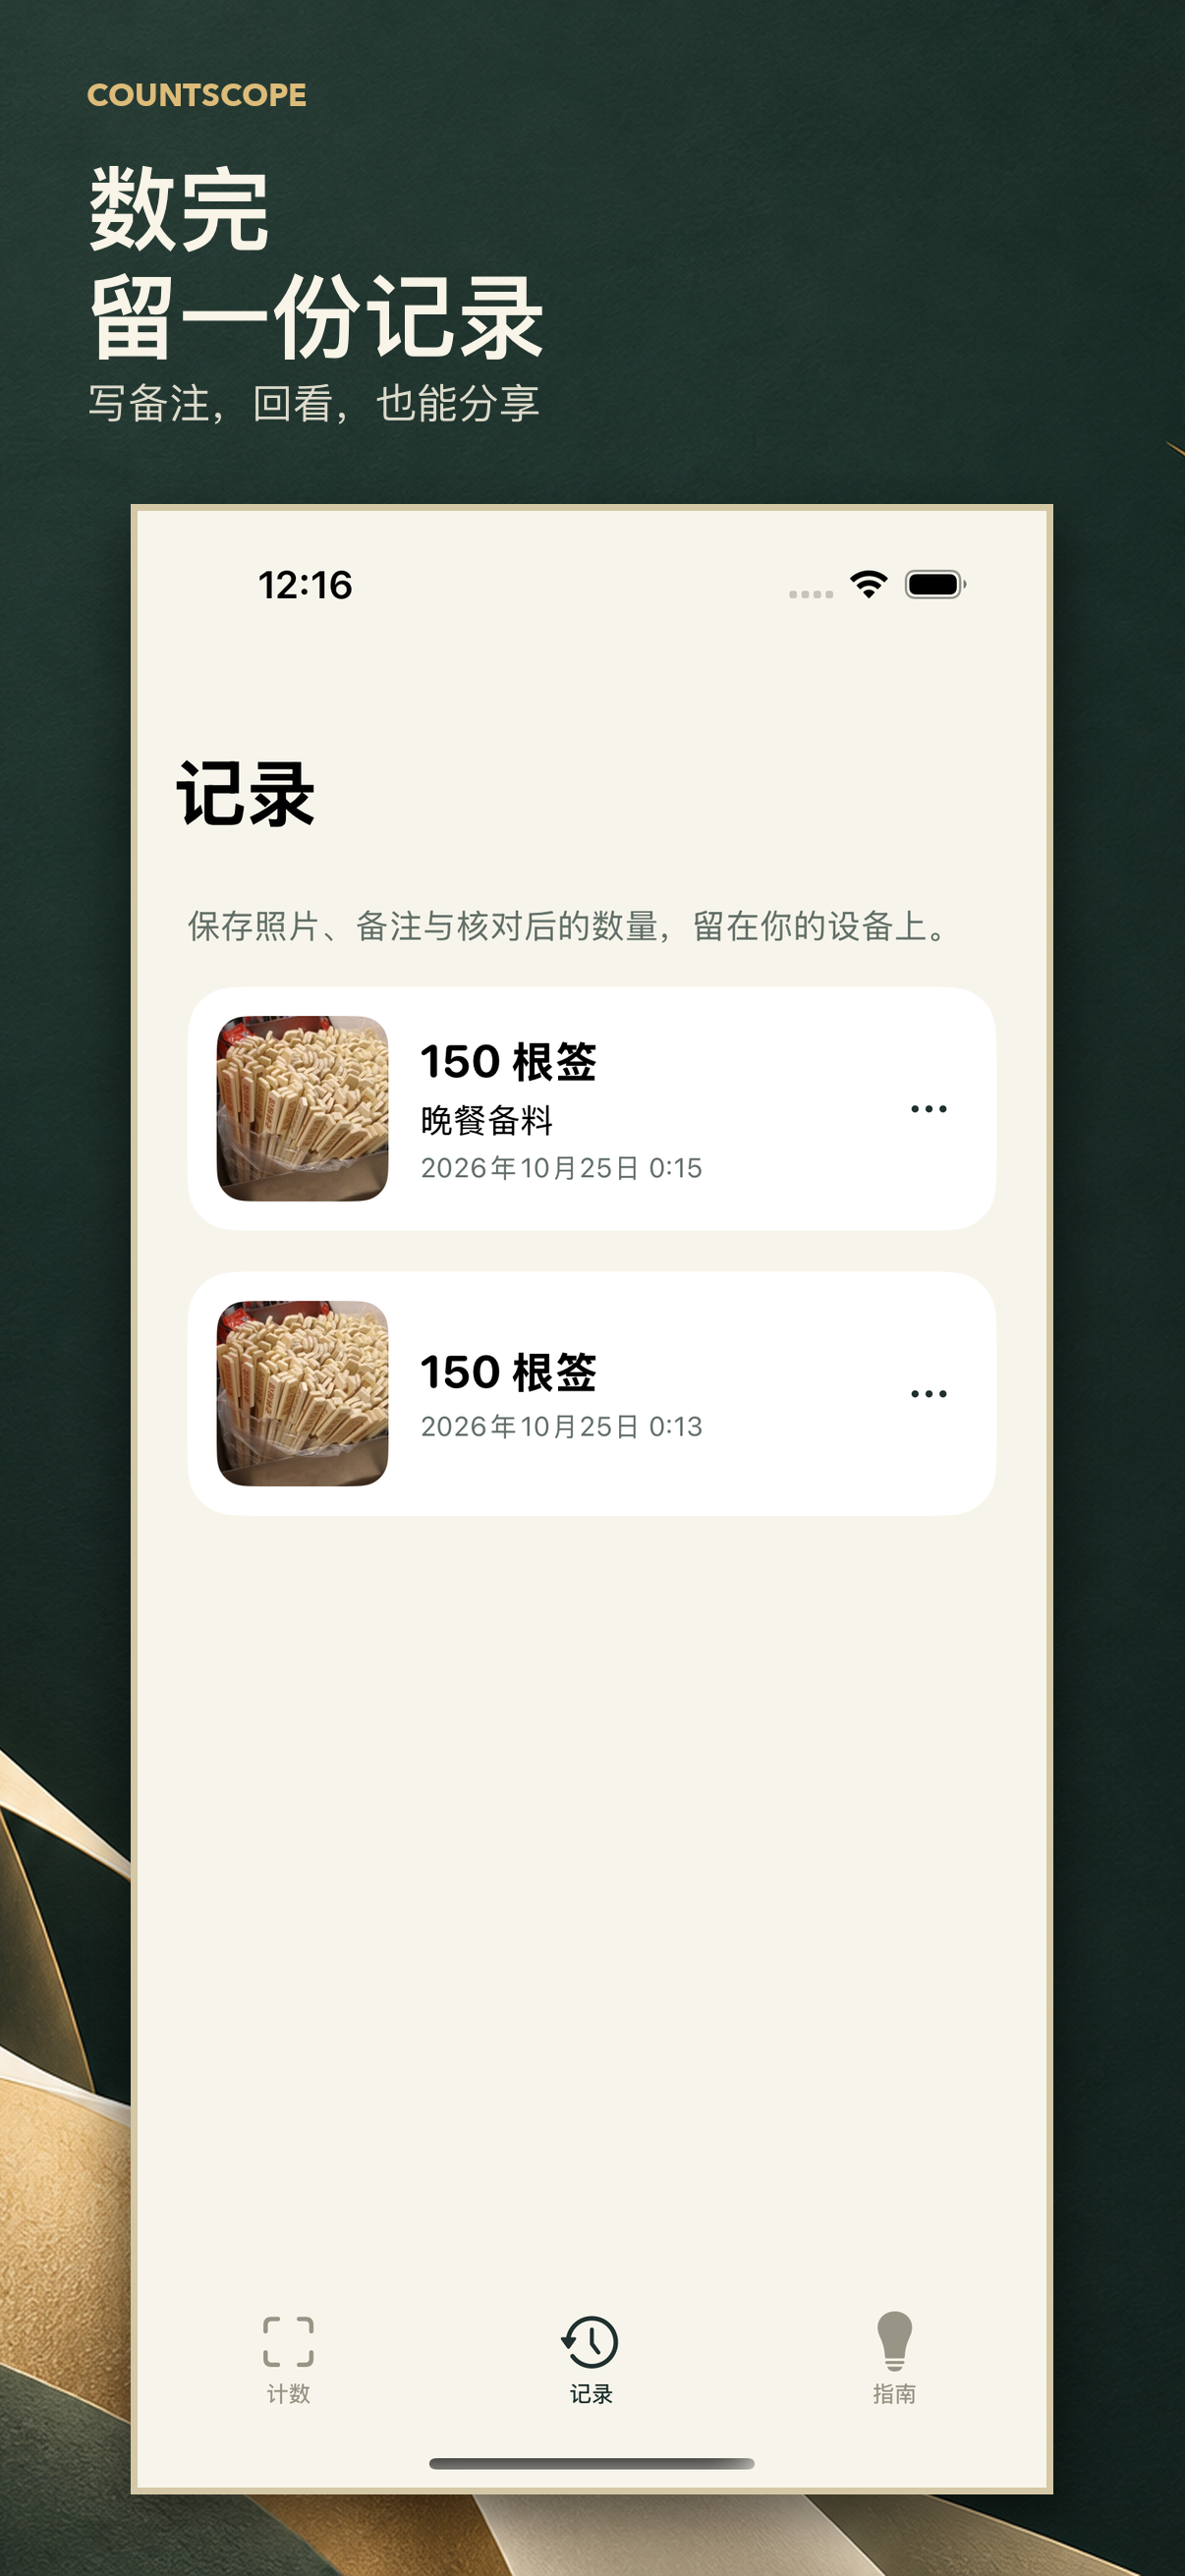 COUNTSCOPE
数完
留一份记录
写备注，回看，也能分享
12:16
记录
保存照片、备注与核对后的数量，留在你的设备上。
150 根签
晚餐备料
2026年10月25日 0:15
150 根签
2026年10月25日 0:13
计数
记录
指南